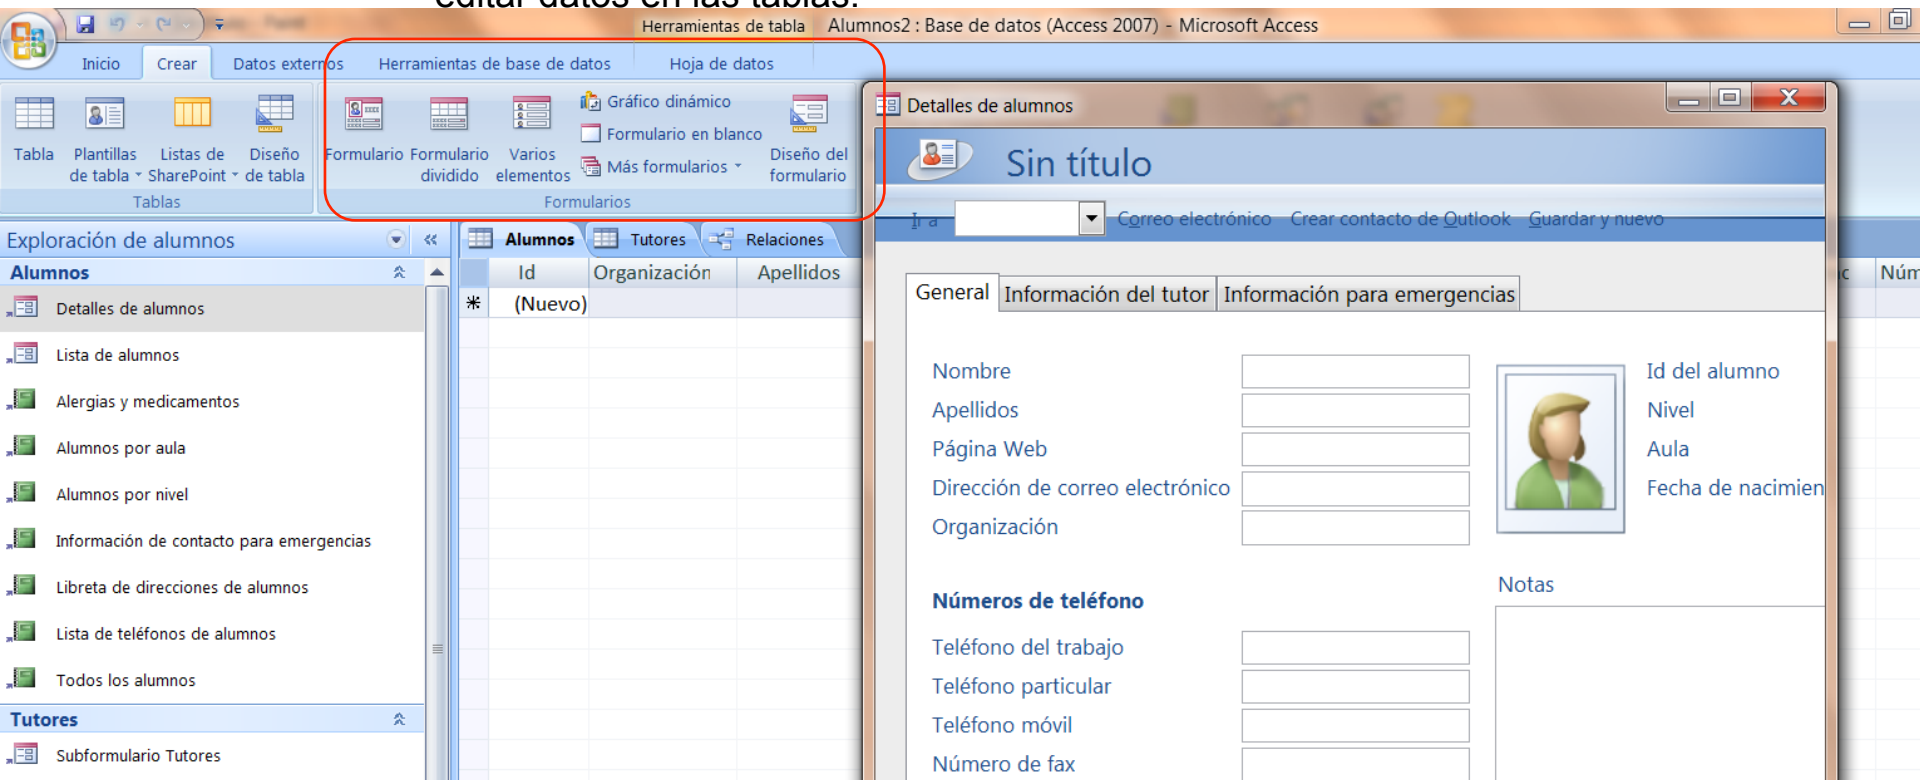 editar datos en las tablas.
Herramientas de tabla Alumnos2 : Base de datos (Access 2007) - Microsoft Access
Inicio Crear Datos externos Herramientas de base de datos Hoja de datos
Tabla
Plantillas de tabla
Listas de SharePoint
Diseño de tabla
Tablas
Formulario
Formulario dividido
Varios elementos
Gráfico dinámico
Formulario en blanco
Más formularios
Diseño del formulario
Formularios
Exploración de alumnos
Alumnos
Detalles de alumnos
Lista de alumnos
Alergias y medicamentos
Alumnos por aula
Alumnos por nivel
Información de contacto para emergencias
Libreta de direcciones de alumnos
Lista de teléfonos de alumnos
Todos los alumnos
Tutores
Subformulario Tutores
Alumnos Tutores Relaciones
Id Organización Apellidos
(Nuevo)
Núm
Detalles de alumnos
X
Sin título
Ir a Correo electrónico Crear contacto de Outlook Guardar y nuevo
General Información del tutor Información para emergencias
Nombre
Apellidos
Página Web
Dirección de correo electrónico
Organización
Id del alumno
Nivel
Aula
Fecha de nacimien
Números de teléfono
Teléfono del trabajo
Teléfono particular
Teléfono móvil
Número de fax
Notas